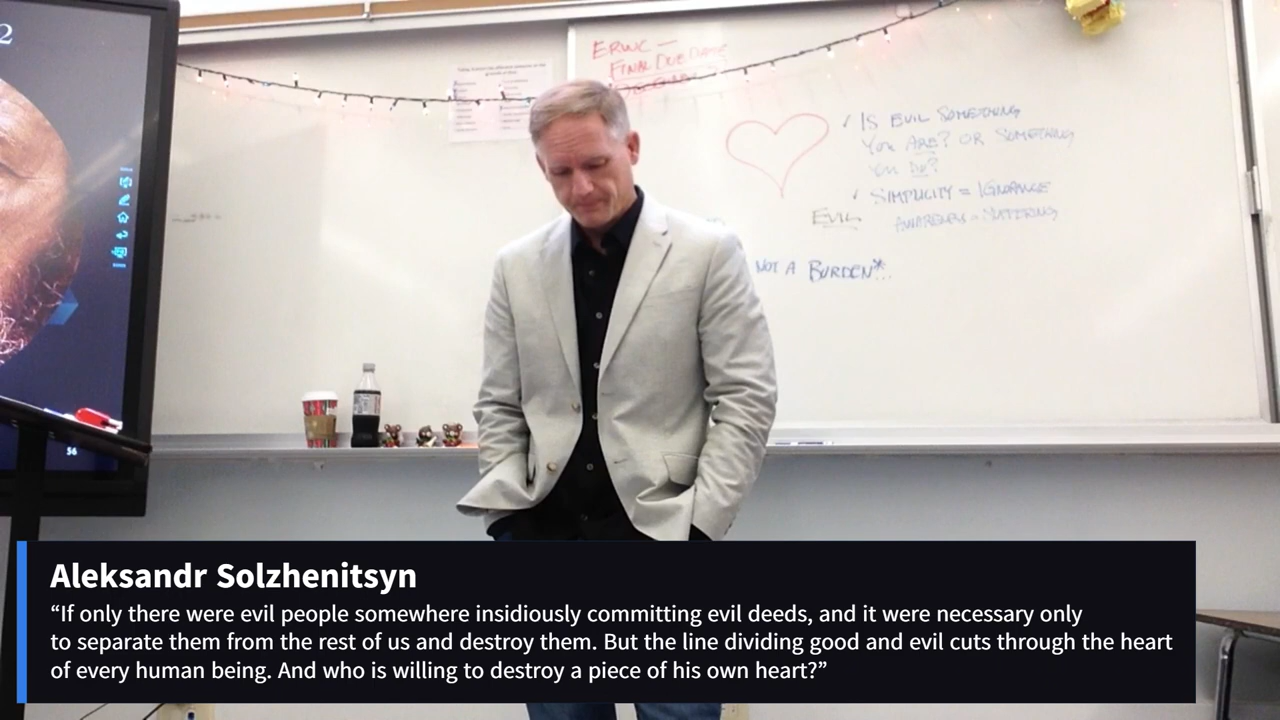 2
ERWC —
FINAL DUE DATE
✓ IS EVIL SOMETHING
YOU ARE? OR SOMETHING
YOU DO?
✓ SIMPLICITY = IGNORANCE
EVIL
AWARENESS = SUFFERING
NOT A BURDEN*...
56
Aleksandr Solzhenitsyn
“If only there were evil people somewhere insidiously committing evil deeds, and it were necessary only
to separate them from the rest of us and destroy them. But the line dividing good and evil cuts through the heart
of every human being. And who is willing to destroy a piece of his own heart?”